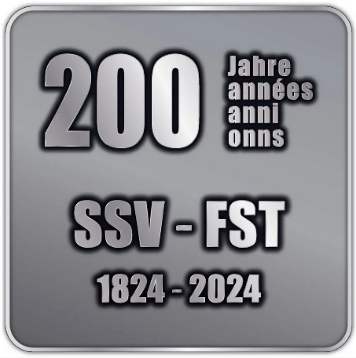 200
Jahre
années
anni
onns
SSV - FST
1824 - 2024